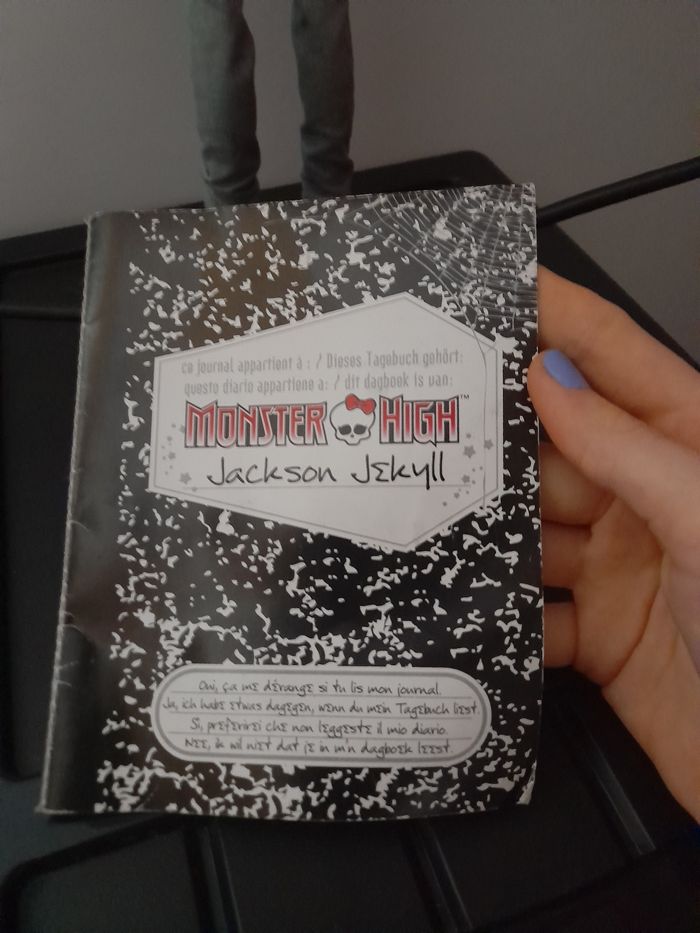 ce journal appartient à : / Dieses Tagebuch gehört:
questo diario appartiene a: / dit dagboek is van:
MONSTER HIGH™
Jackson Jekyll
Oui, ça me dérange si tu lis mon journal.
Ja, ich habe etwas dagegen, wenn du mein Tagebuch liest.
Sì, preferirei che non leggeste il mio diario.
NEE, ik wil niet dat je in m'n dagboek leest.